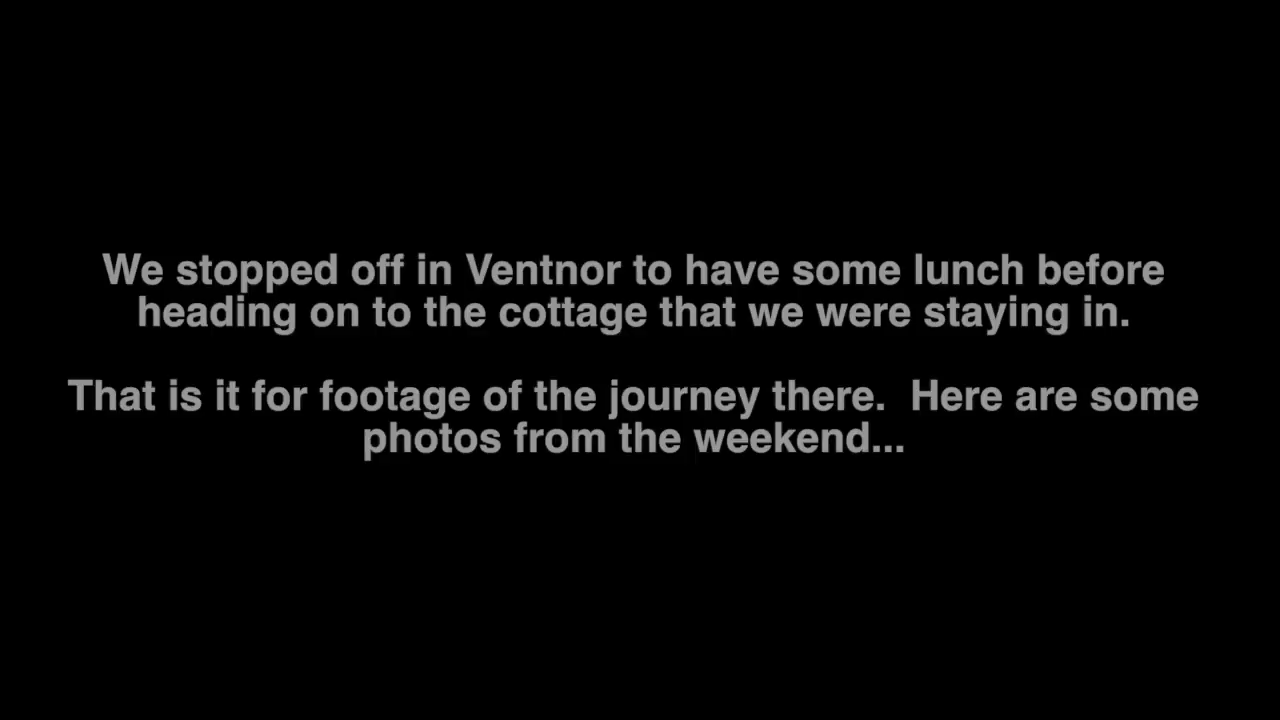 We stopped off in Ventnor to have some lunch before
heading on to the cottage that we were staying in.
That is it for footage of the journey there.  Here are some
photos from the weekend...